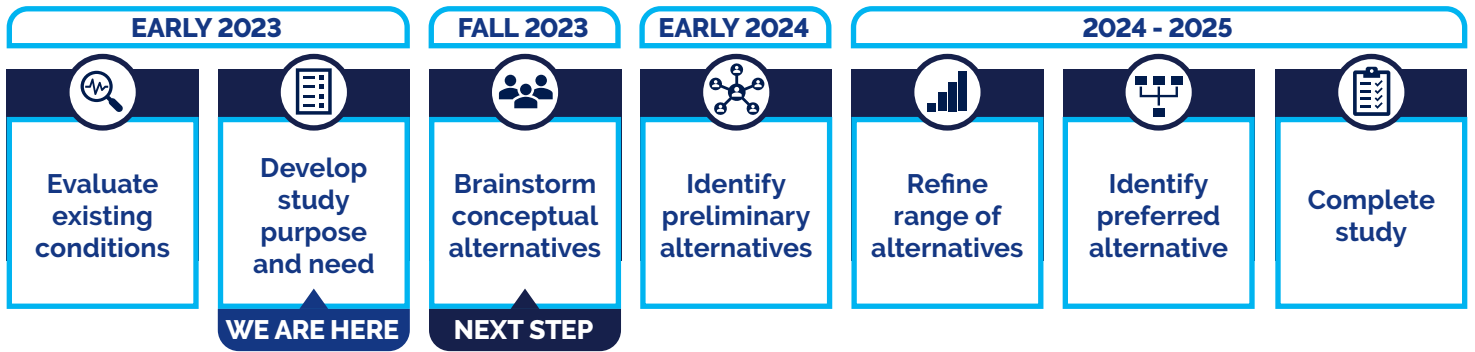 EARLY 2023
FALL 2023
EARLY 2024
2024 - 2025
Evaluate
existing
conditions
Develop
study
purpose
and need
Brainstorm
conceptual
alternatives
Identify
preliminary
alternatives
Refine
range of
alternatives
Identify
preferred
alternative
Complete
study
WE ARE HERE
NEXT STEP